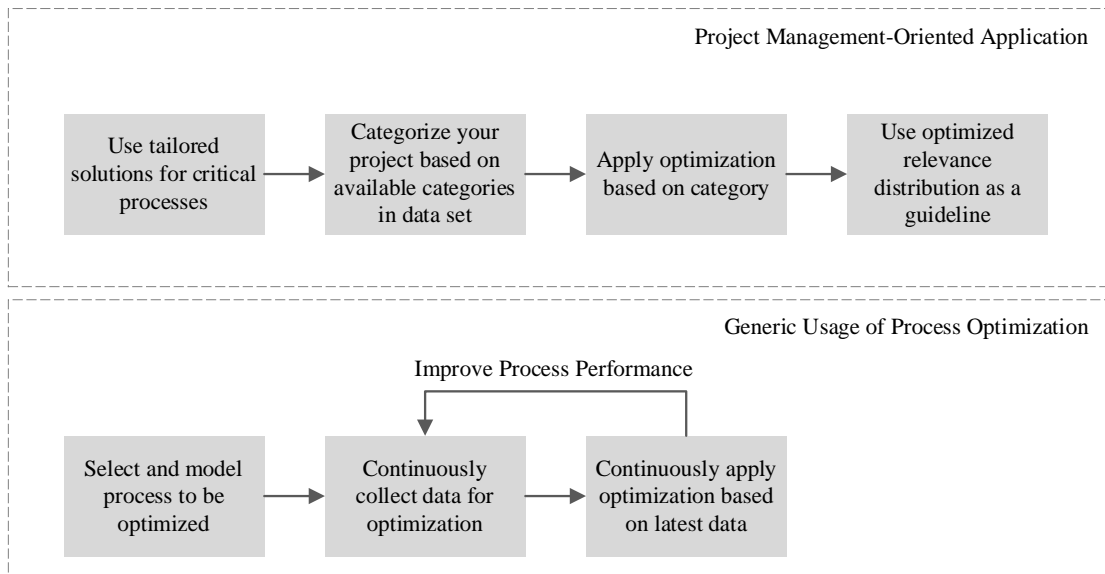 Project Management-Oriented Application
Use tailored
solutions for critical
processes
Categorize your
project based on
available categories
in data set
Apply optimization
based on category
Use optimized
relevance
distribution as a
guideline
Generic Usage of Process Optimization
Improve Process Performance
Select and model
process to be
optimized
Continuously
collect data for
optimization
Continuously apply
optimization based
on latest data